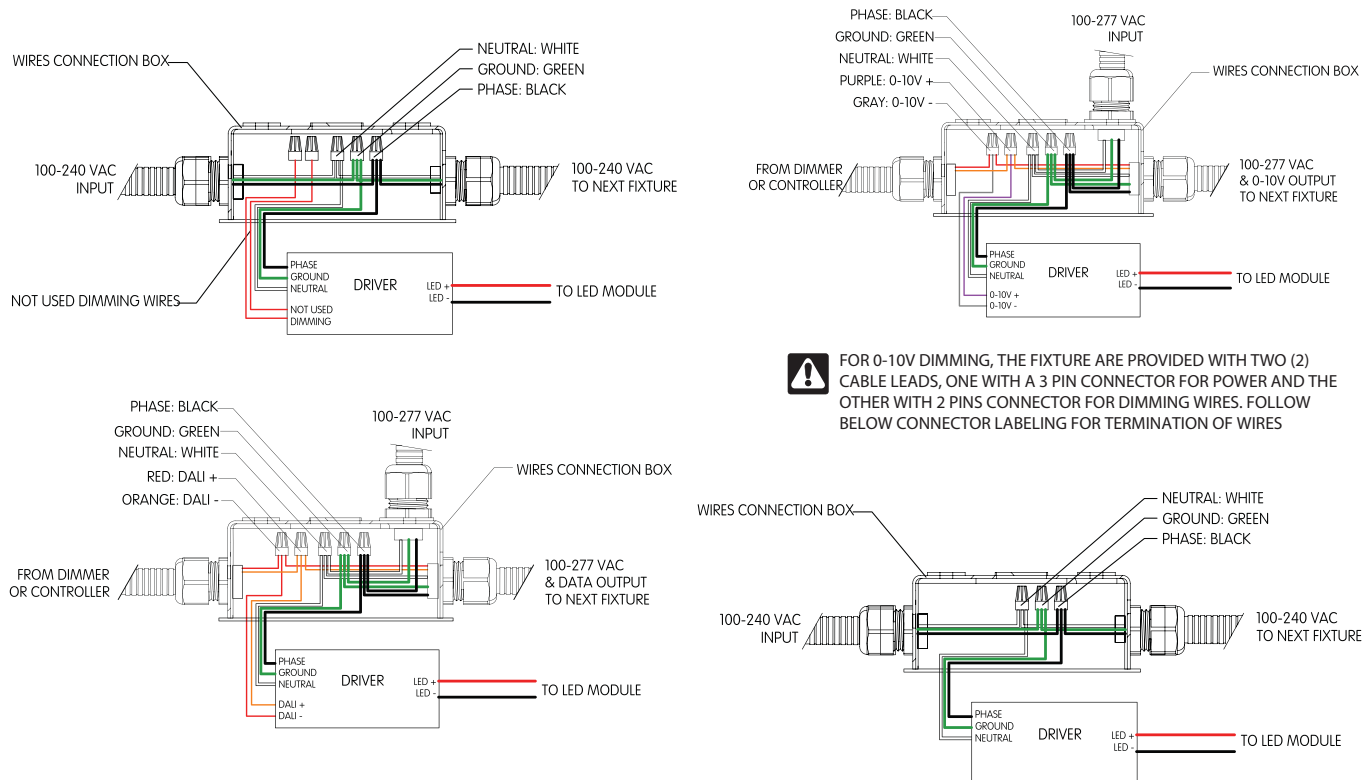 WIRES CONNECTION BOX
NEUTRAL: WHITE
GROUND: GREEN
PHASE: BLACK
100-240 VAC
INPUT
100-240 VAC
TO NEXT FIXTURE
PHASE
GROUND
NEUTRAL
DRIVER
LED +
LED -
TO LED MODULE
NOT USED
DIMMING
NOT USED DIMMING WIRES
PHASE: BLACK
GROUND: GREEN
NEUTRAL: WHITE
PURPLE: 0-10V +
GRAY: 0-10V -
100-277 VAC
INPUT
WIRES CONNECTION BOX
FROM DIMMER
OR CONTROLLER
100-277 VAC
& 0-10V OUTPUT
TO NEXT FIXTURE
PHASE
GROUND
NEUTRAL
DRIVER
LED +
LED -
TO LED MODULE
0-10V +
0-10V -
FOR 0-10V DIMMING, THE FIXTURE ARE PROVIDED WITH TWO (2)
CABLE LEADS, ONE WITH A 3 PIN CONNECTOR FOR POWER AND THE
OTHER WITH 2 PINS CONNECTOR FOR DIMMING WIRES. FOLLOW
BELOW CONNECTOR LABELING FOR TERMINATION OF WIRES
PHASE: BLACK
GROUND: GREEN
NEUTRAL: WHITE
RED: DALI +
ORANGE: DALI -
100-277 VAC
INPUT
WIRES CONNECTION BOX
FROM DIMMER
OR CONTROLLER
100-277 VAC
& DATA OUTPUT
TO NEXT FIXTURE
PHASE
GROUND
NEUTRAL
DRIVER
LED +
LED -
TO LED MODULE
DALI +
DALI -
WIRES CONNECTION BOX
NEUTRAL: WHITE
GROUND: GREEN
PHASE: BLACK
100-240 VAC
INPUT
100-240 VAC
TO NEXT FIXTURE
PHASE
GROUND
NEUTRAL
DRIVER
LED +
LED -
TO LED MODULE